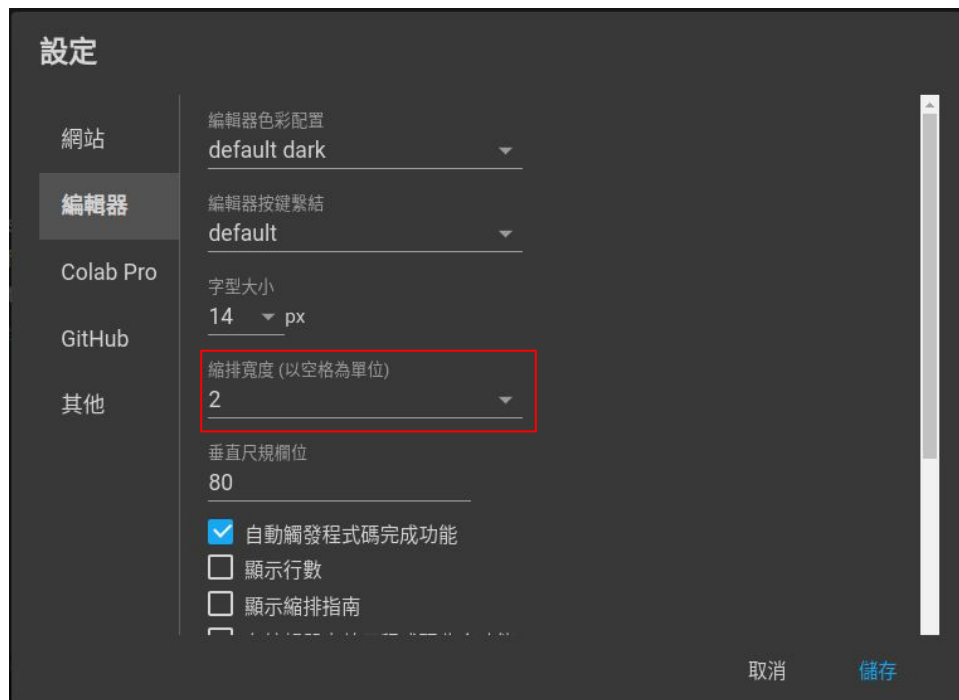 設定
網站
編輯器
Colab Pro
GitHub
其他
編輯器色彩配置
default dark
編輯器按鍵繫結
default
字型大小
14 px
縮排寬度 (以空格為單位)
2
垂直尺規欄位
80
自動觸發程式碼完成功能
顯示行數
顯示縮排指南
取消
儲存